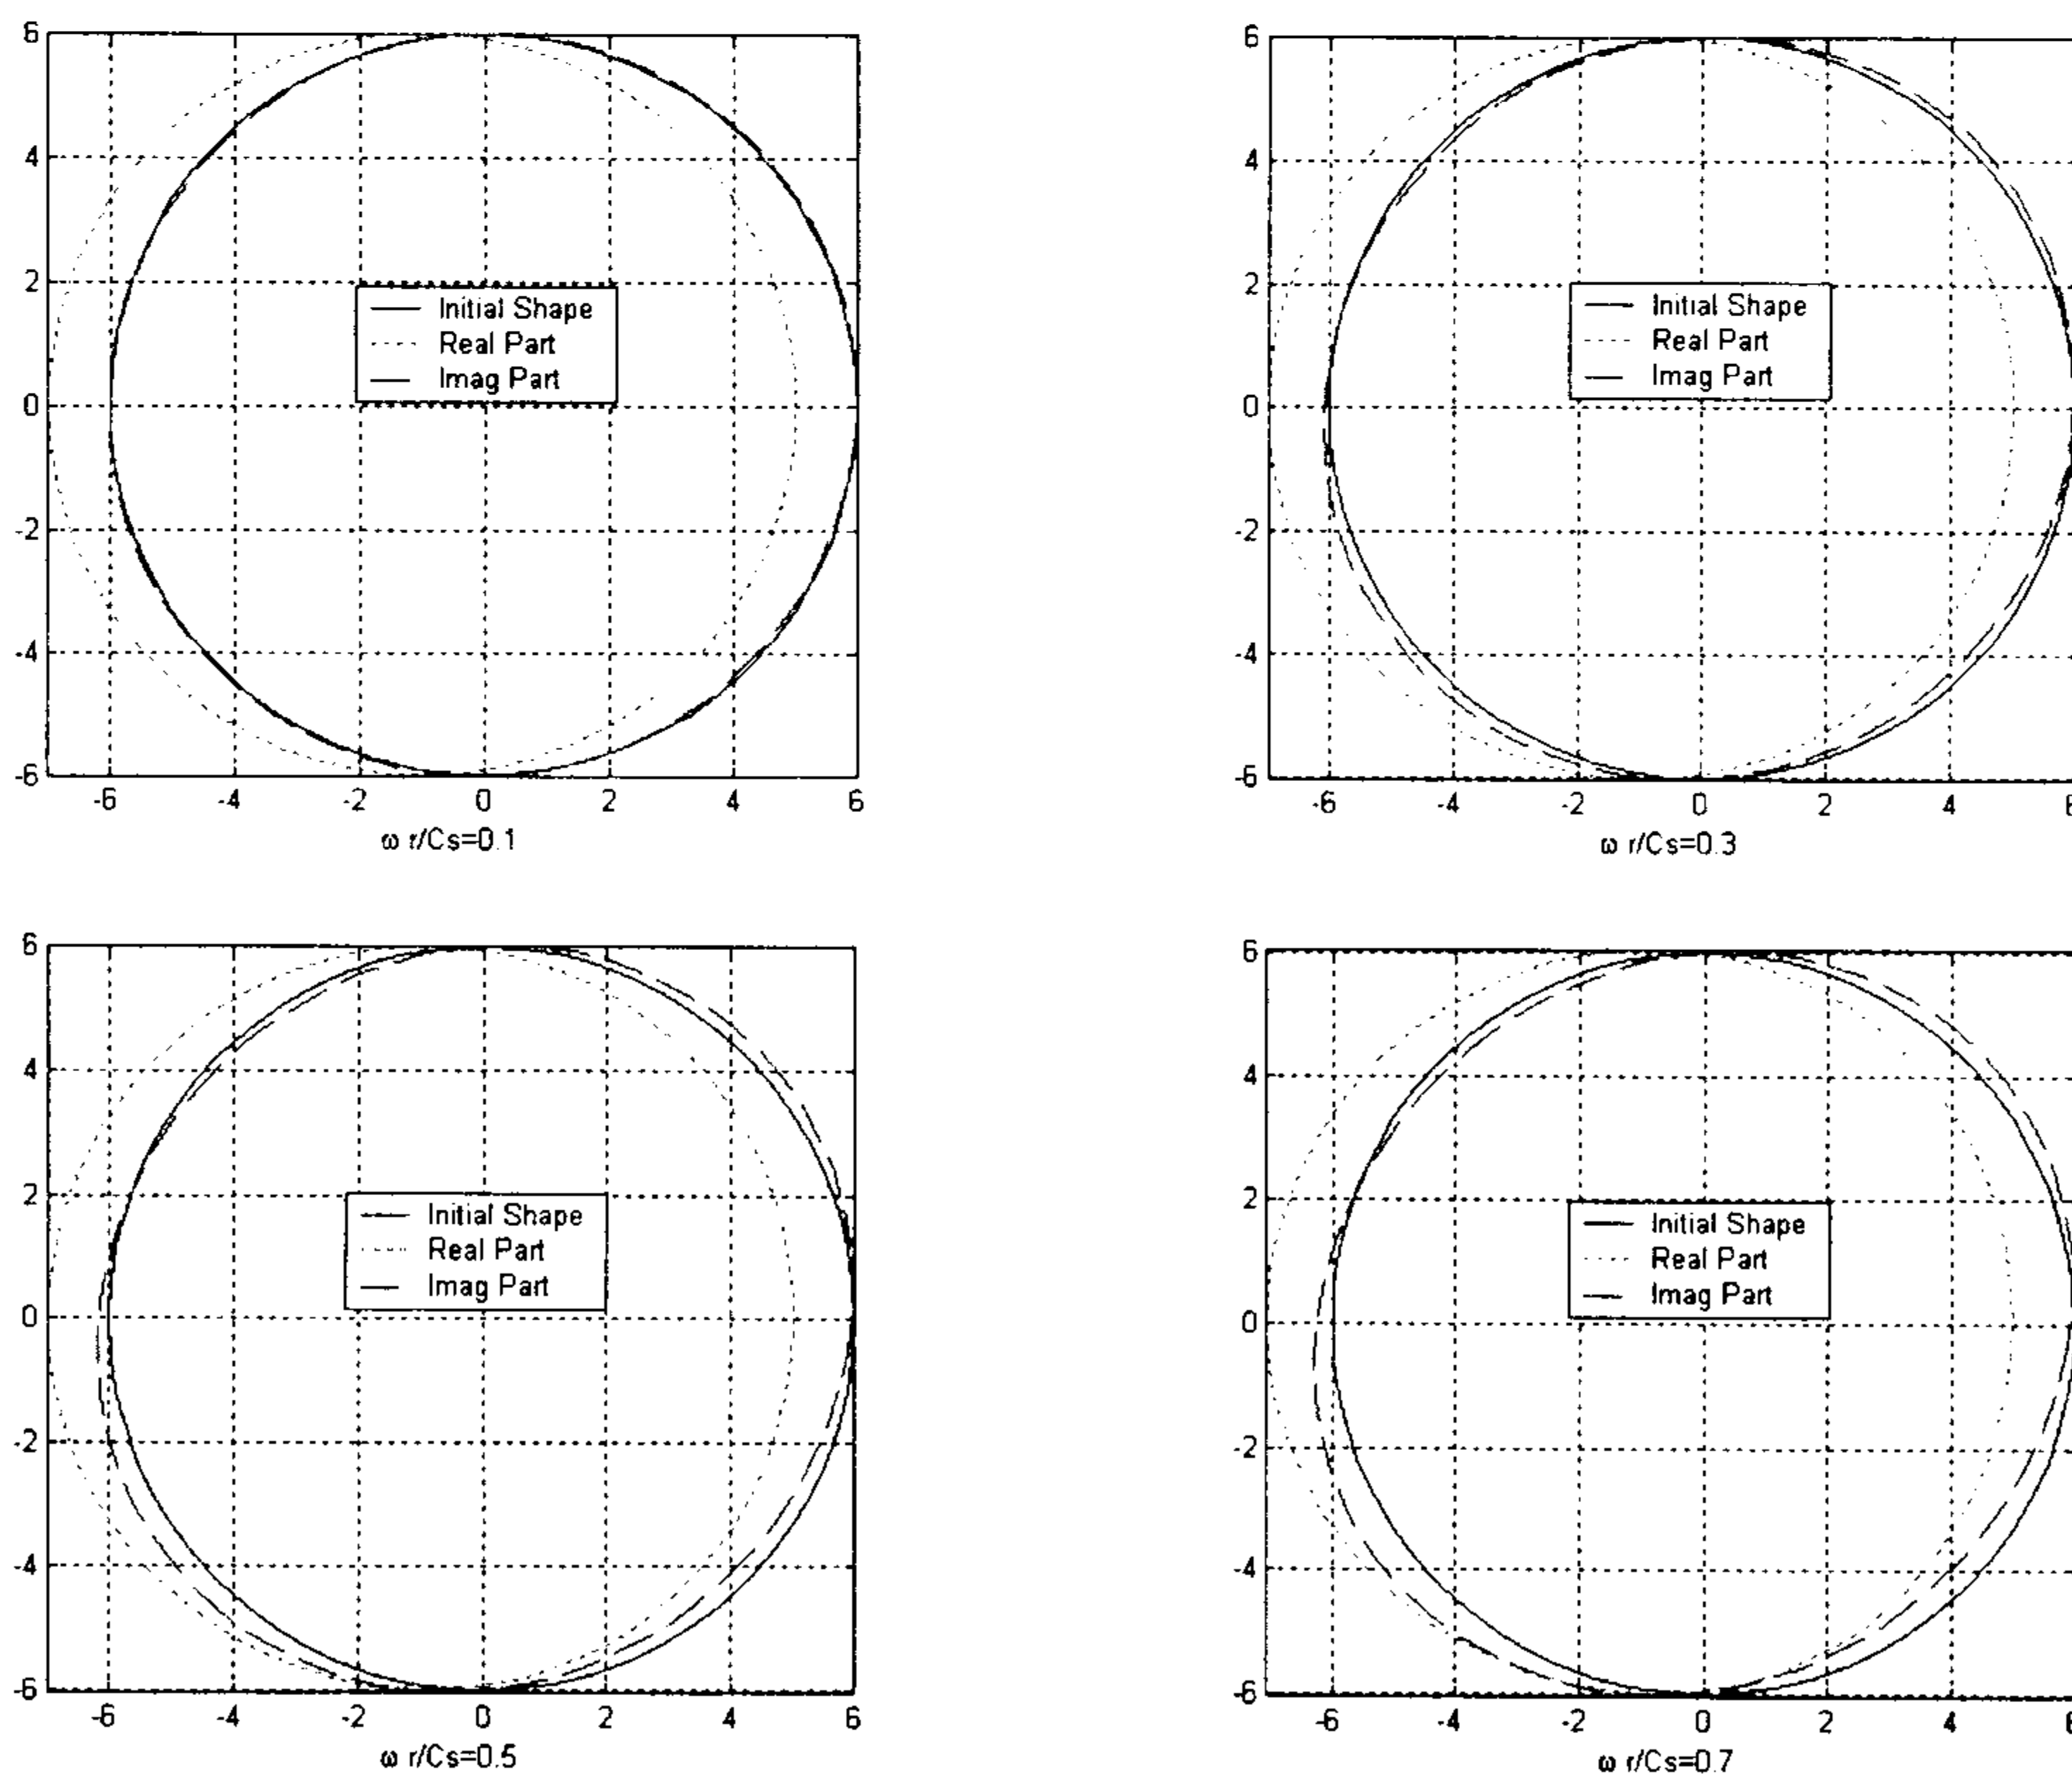 6
4
2
0
-2
-4
-6
-6 -4 -2 0 2 4 6
Initial Shape
Real Part
Imag Part
ω r/Cs=0.1
6
4
2
0
-2
-4
-6
-6 -4 -2 0 2 4
Initial Shape
Real Part
Imag Part
ω r/Cs=0.3
6
4
2
0
-2
-4
-6
-6 -4 -2 0 2 4 6
Initial Shape
Real Part
Imag Part
ω r/Cs=0.5
6
4
2
0
-2
-4
-6
-6 -4 -2 0 2 4
Initial Shape
Real Part
Imag Part
ω r/Cs=0.7